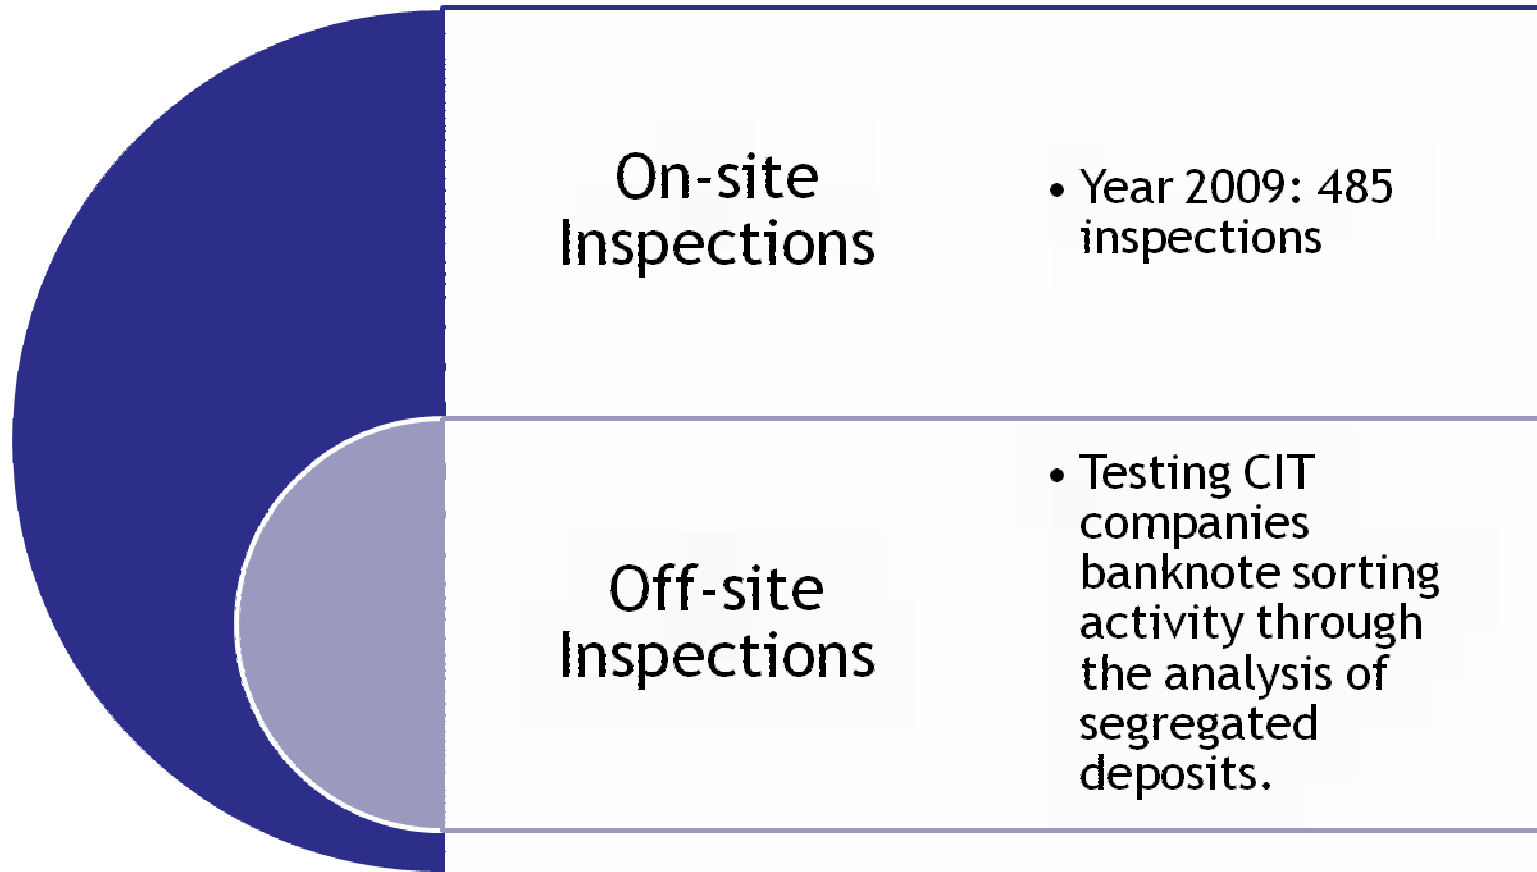 On-site
Inspections
• Year 2009: 485
inspections
Off-site
Inspections
• Testing CIT
companies
banknote sorting
activity through
the analysis of
segregated
deposits.